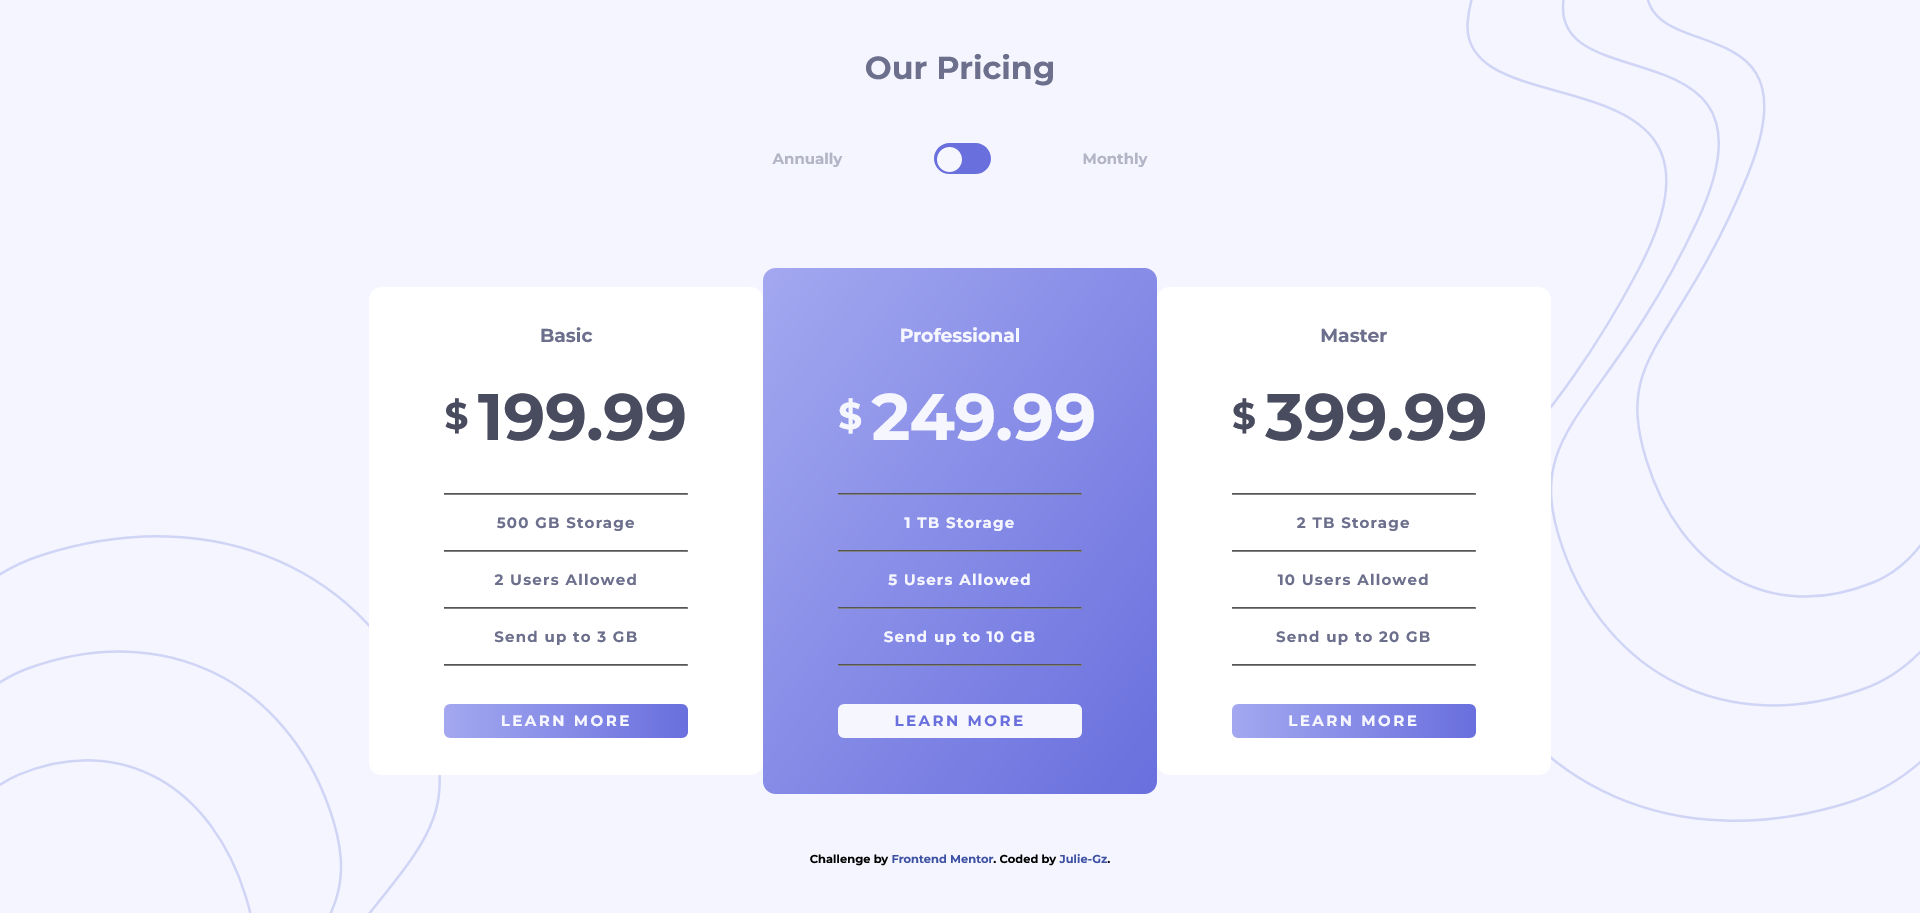 Our Pricing
Annually
Monthly
Basic
$ 199.99
500 GB Storage
2 Users Allowed
Send up to 3 GB
LEARN MORE
Professional
$ 249.99
1 TB Storage
5 Users Allowed
Send up to 10 GB
LEARN MORE
Master
$ 399.99
2 TB Storage
10 Users Allowed
Send up to 20 GB
LEARN MORE
Challenge by Frontend Mentor. Coded by Julie-Gz.